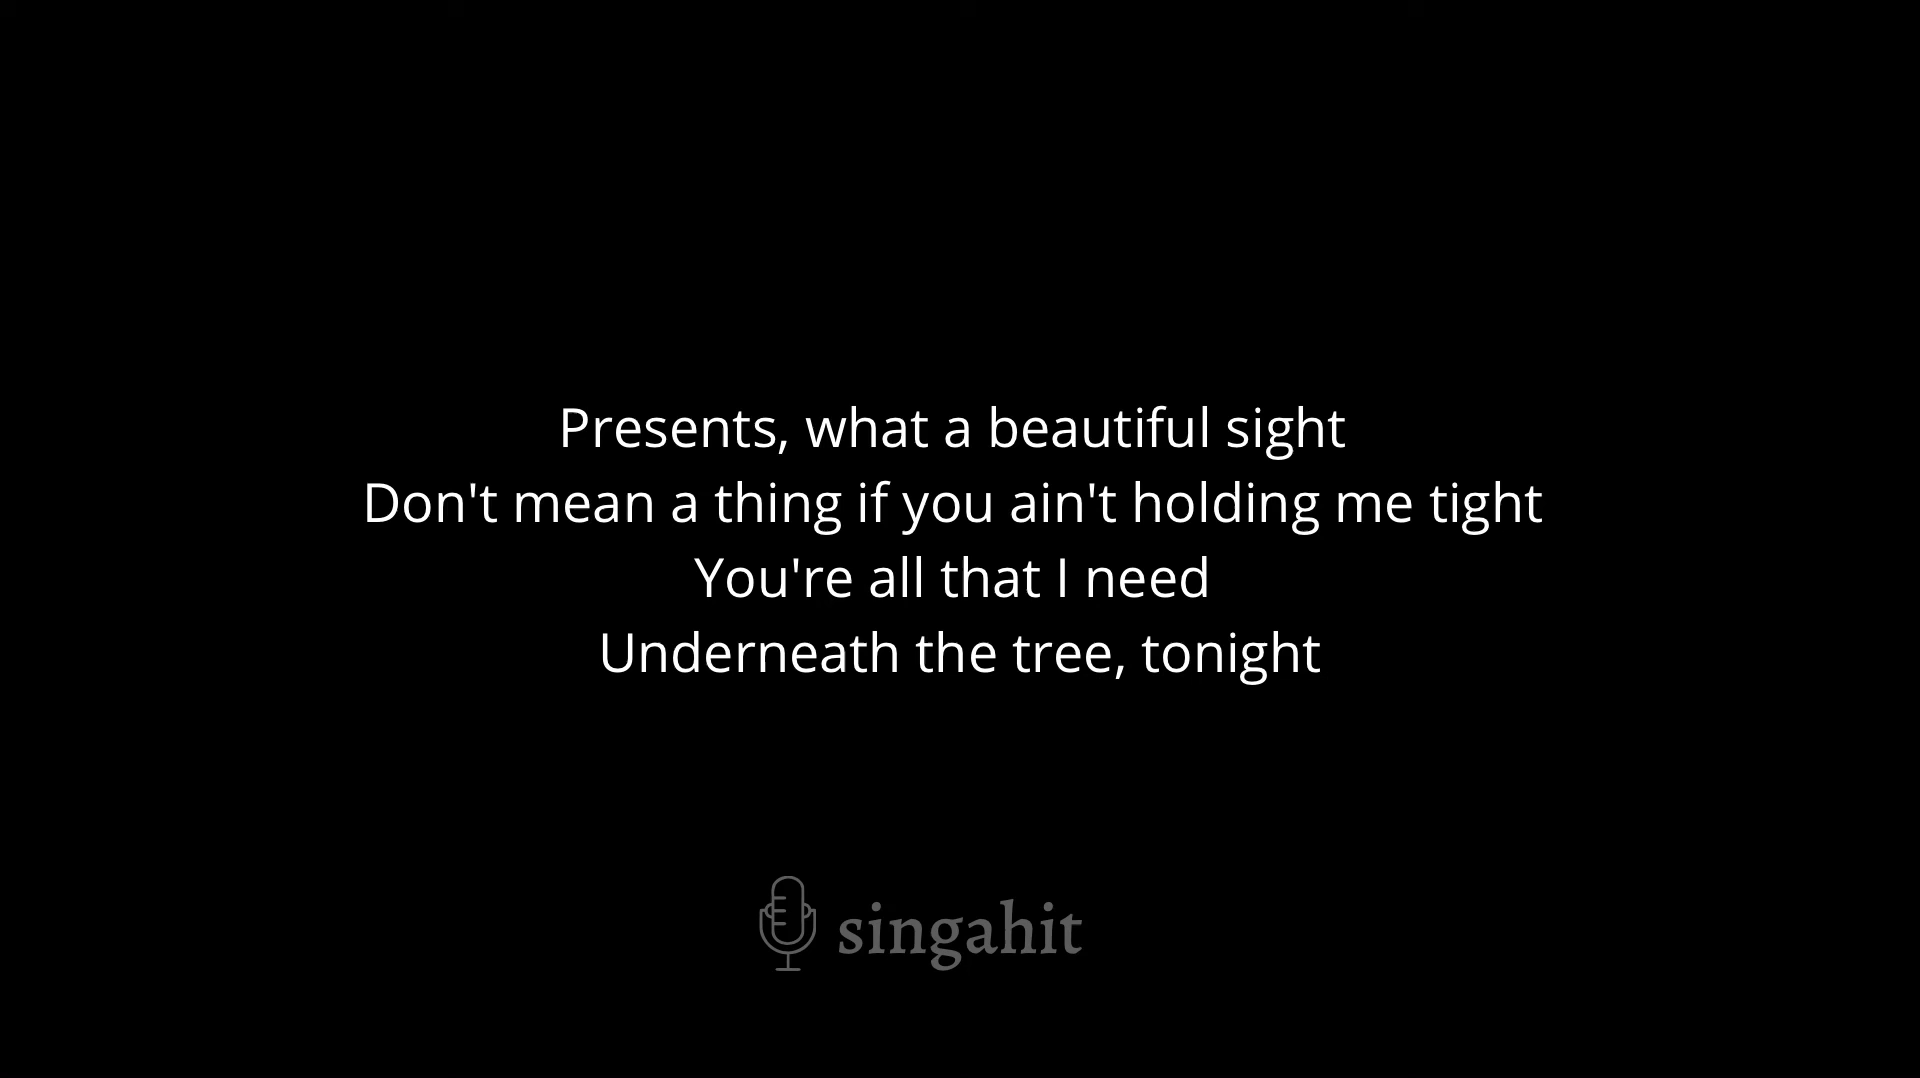 Presents, what a beautiful sight
Don't mean a thing if you ain't holding me tight
You're all that I need
Underneath the tree, tonight
singahit